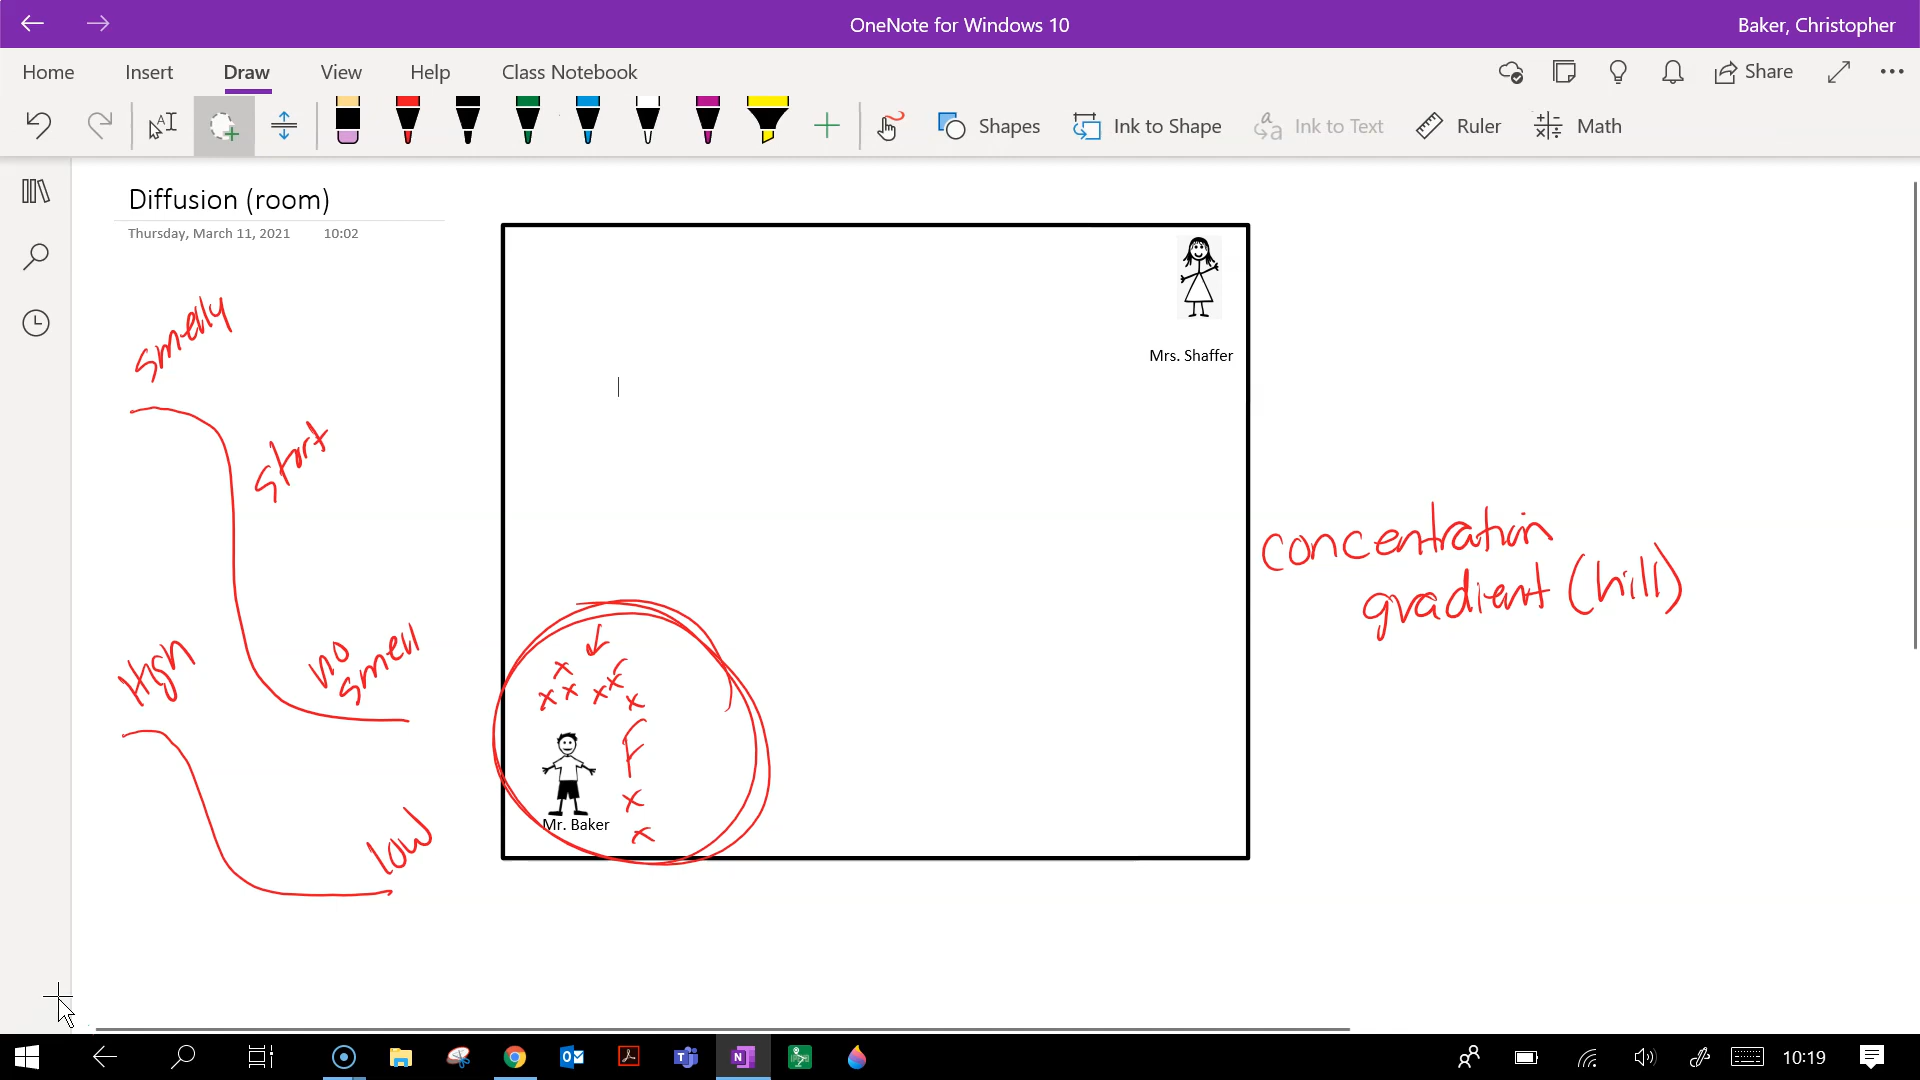 OneNote for Windows 10
Baker, Christopher
Home Insert Draw View Help Class Notebook
Share
Shapes Ink to Shape Ink to Text Ruler Math
Diffusion (room)
Thursday, March 11, 2021 10:02
Mrs. Shaffer
smelly
start
no
smell
concentration
gradient (hill)
High
low
x
x x x x x
F
x
x
Mr. Baker
10:19